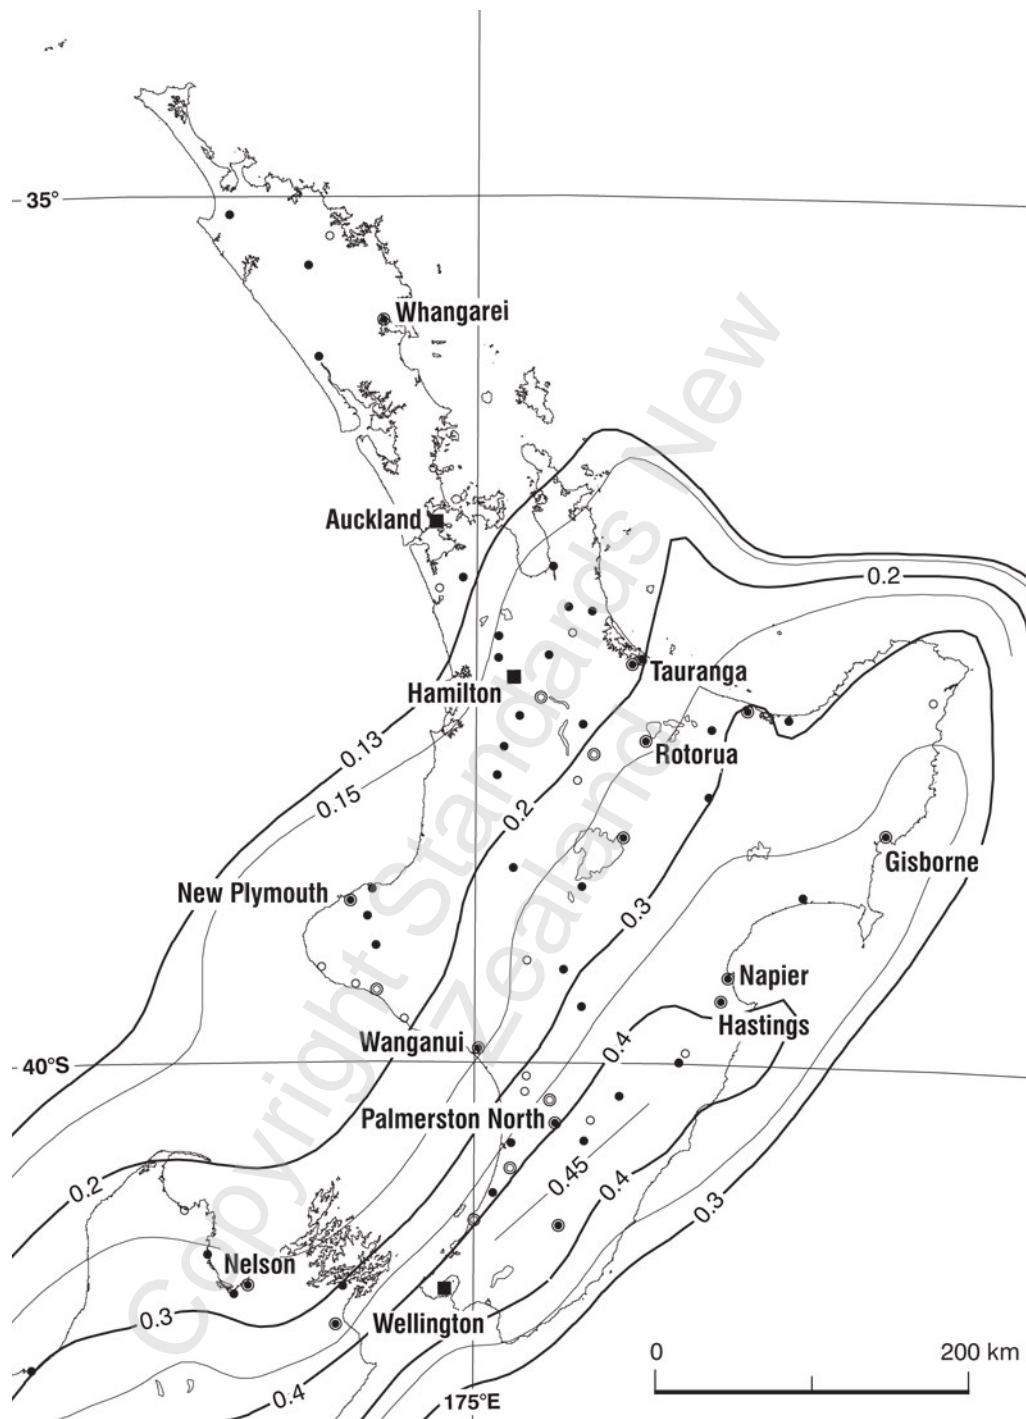 35°
Whangarei
Auckland
0.2
Tauranga
Hamilton
Rotorua
0.13
0.15
0.2
Gisborne
New Plymouth
0.3
Napier
Hastings
Wanganui
0.4
40°S
Palmerston North
0.45
0.4
0.2
0.3
Nelson
0.3
Wellington
0.4
175°E
0 200 km
Copyright Standards New
Zealand